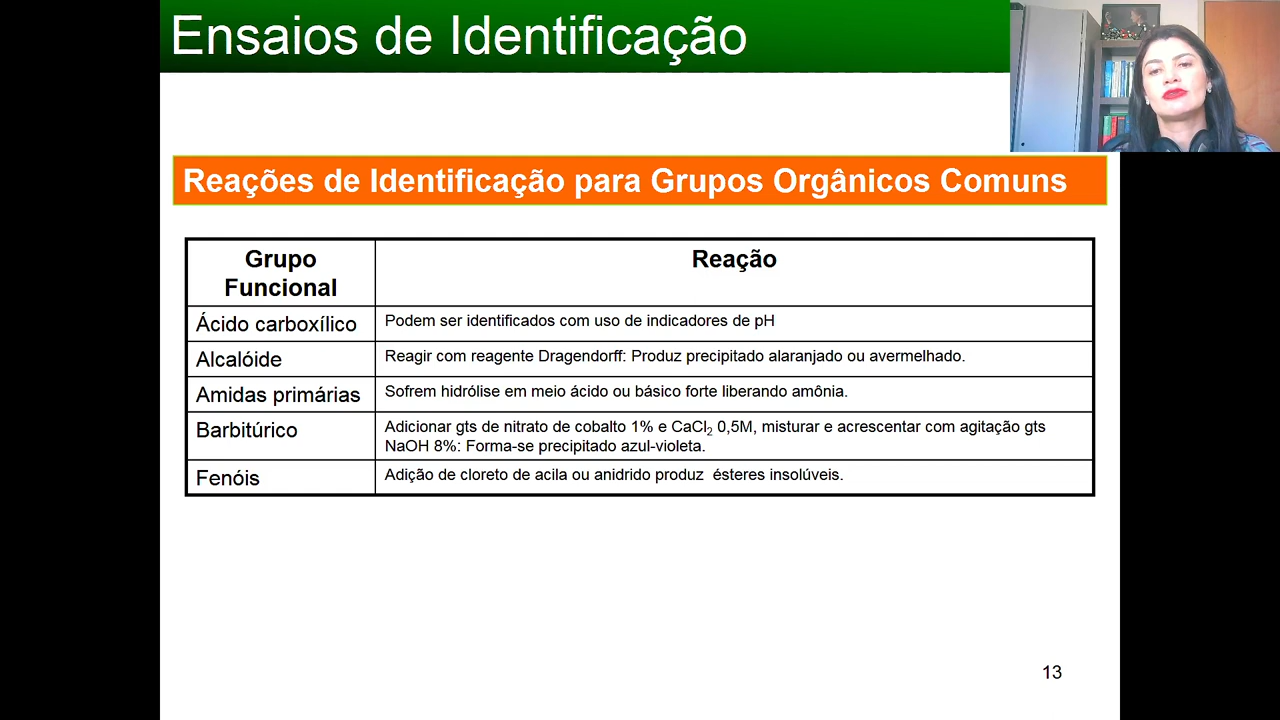 Ensaios de Identificação
Reações de Identificação para Grupos Orgânicos Comuns
Grupo
Funcional
Reação
Ácido carboxílico
Podem ser identificados com uso de indicadores de pH
Alcalóide
Reagir com reagente Dragendorff: Produz precipitado alaranjado ou avermelhado.
Amidas primárias
Sofrem hidrólise em meio ácido ou básico forte liberando amônia.
Barbitúrico
Adicionar gts de nitrato de cobalto 1% e CaCl₂ 0,5M, misturar e acrescentar com agitação gts
NaOH 8%: Forma-se precipitado azul-violeta.
Fenóis
Adição de cloreto de acila ou anidrido produz  ésteres insolúveis.
13